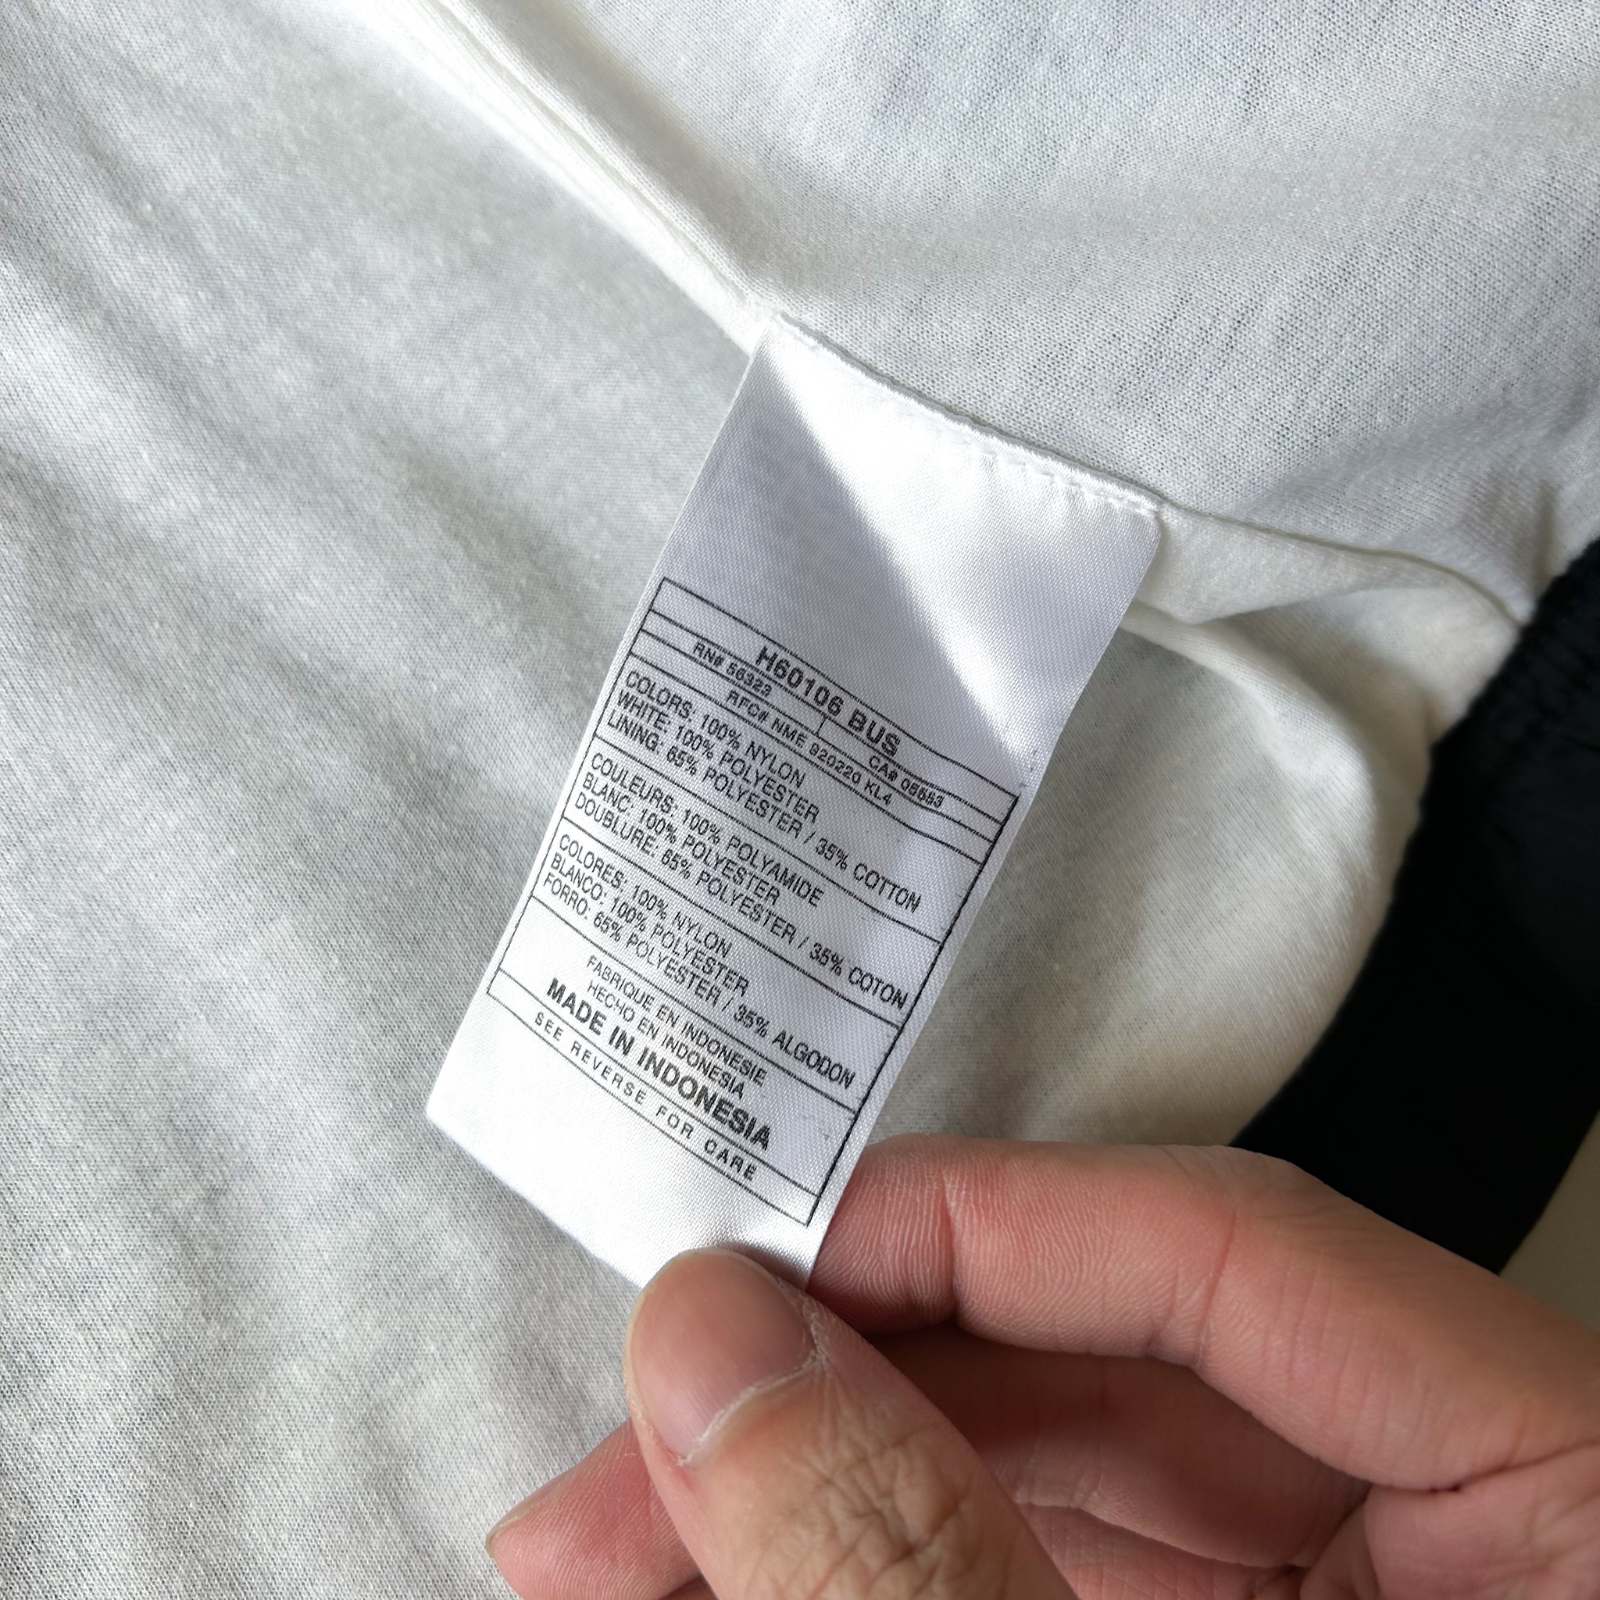 H60106 BUS
RN# 56323
CA# 05553
RFC# NME 920220 KL4
COLORS: 100% NYLON
WHITE: 100% POLYESTER
LINING: 65% POLYESTER / 35% COTTON
COULEURS: 100% POLYAMIDE
BLANC: 100% POLYESTER
DOUBLURE: 65% POLYESTER / 35% COTON
COLORES: 100% NYLON
BLANCO: 100% POLYESTER
FORRO: 65% POLYESTER / 35% ALGODON
FABRIQUE EN INDONESIE
HECHO EN INDONESIA
MADE IN INDONESIA
SEE REVERSE FOR CARE